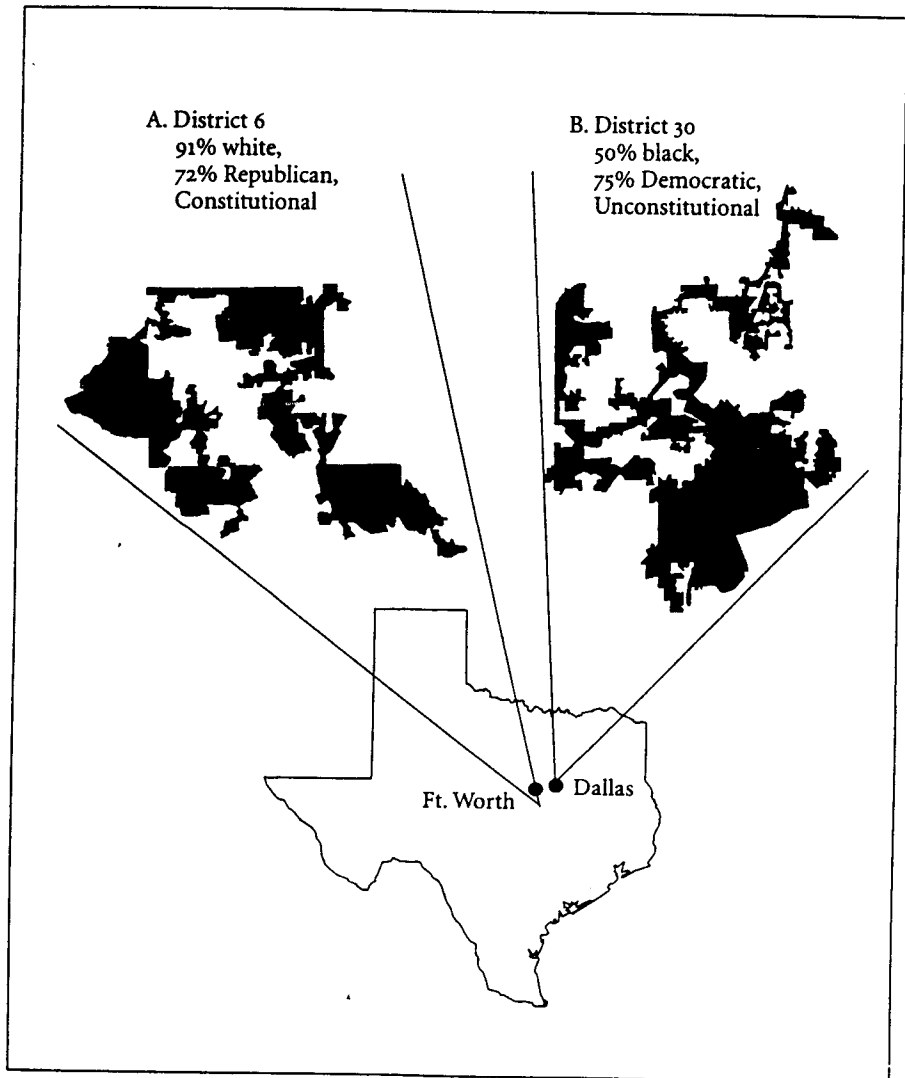 A. District 6
91% white,
72% Republican,
Constitutional
B. District 30
50% black,
75% Democratic,
Unconstitutional
Ft. Worth
Dallas